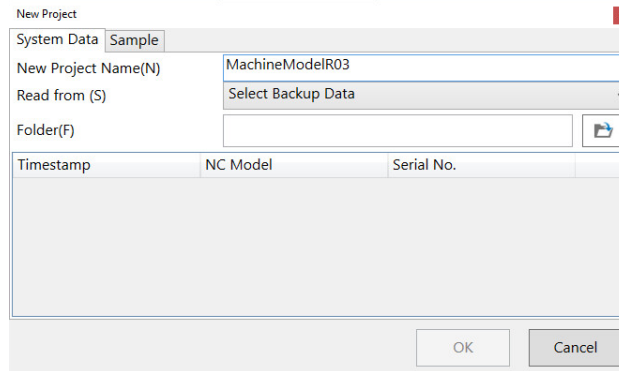 New Project
System Data Sample
New Project Name(N) MachineModelR03
Read from (S) Select Backup Data
Folder(F)
Timestamp NC Model Serial No.
OK Cancel